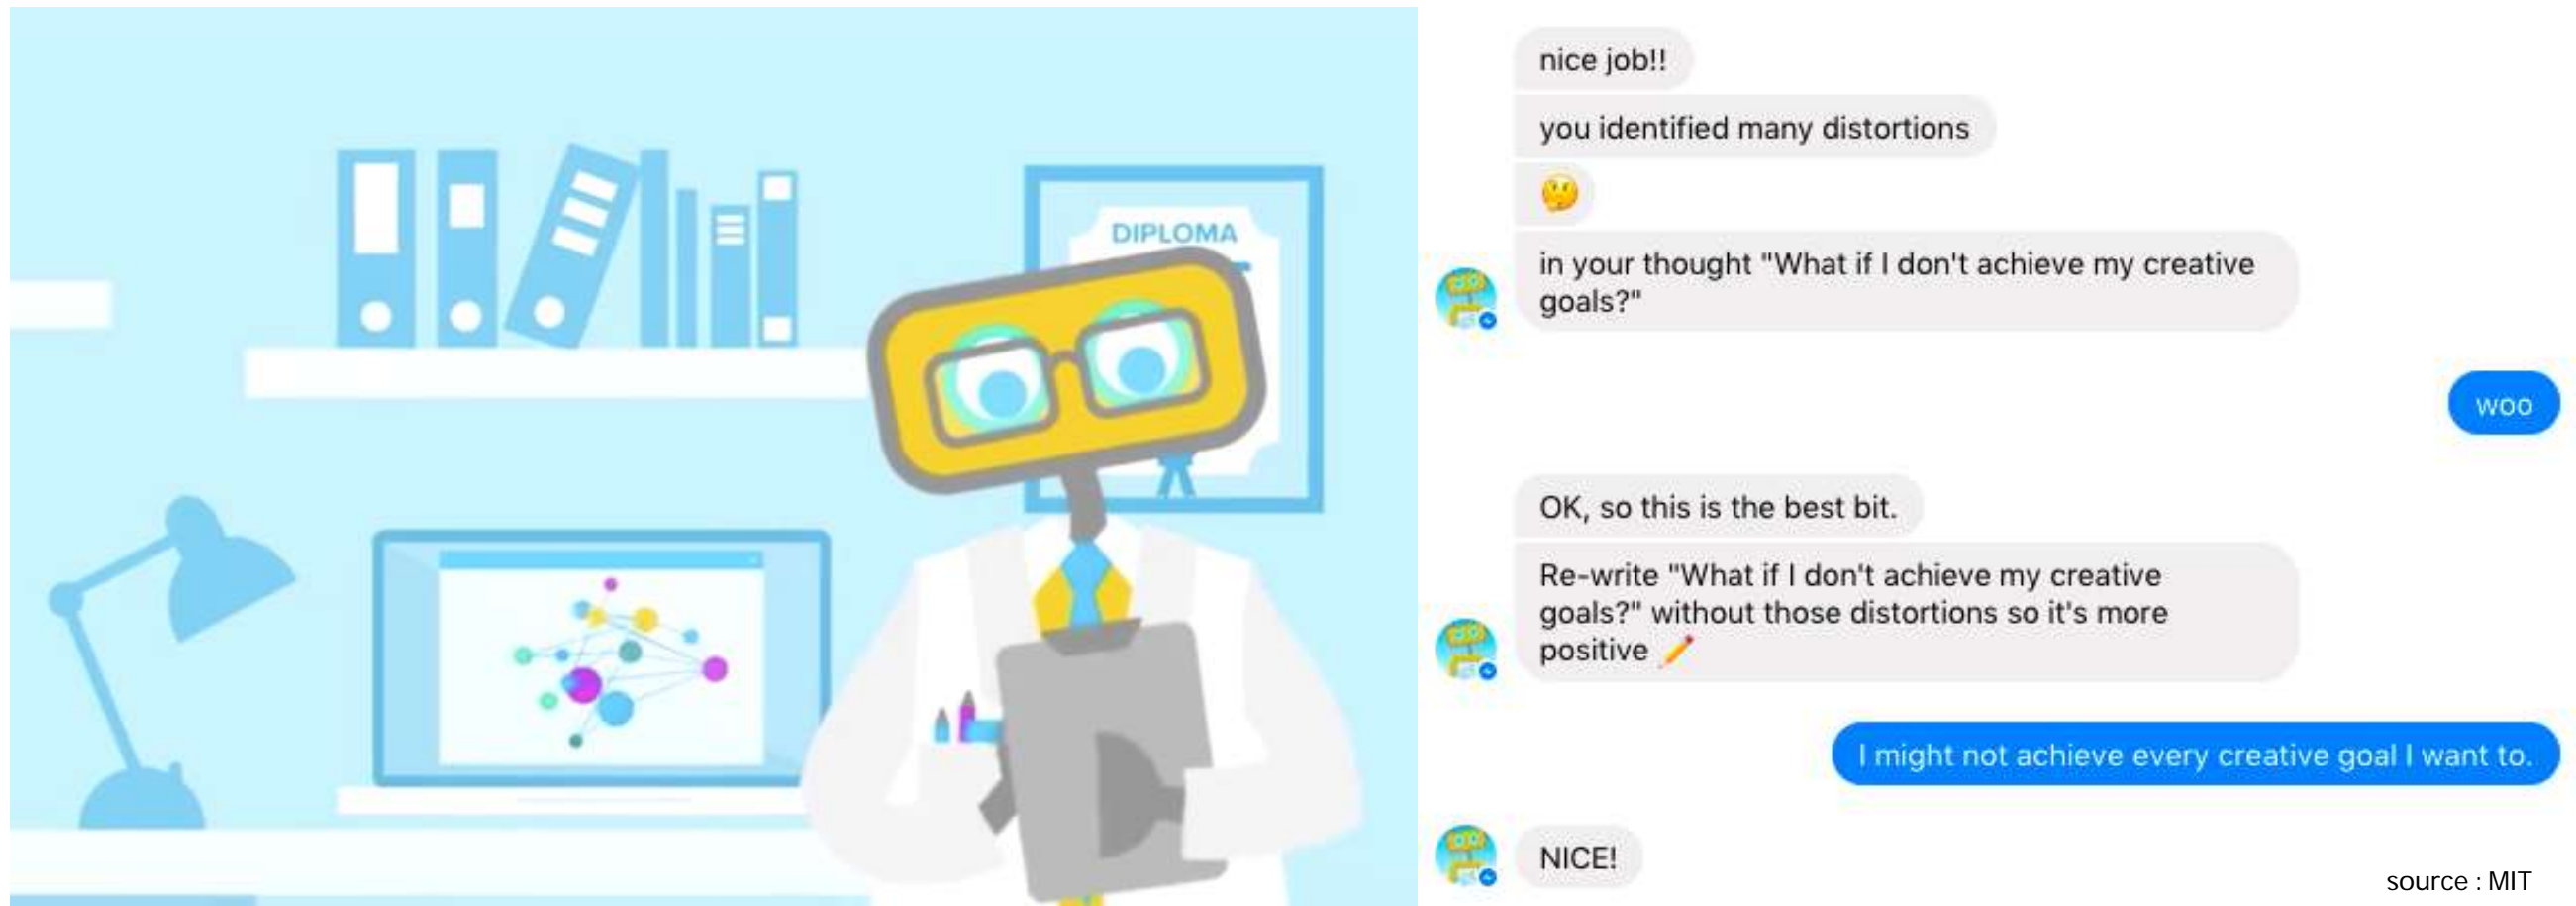 DIPLOMA
nice job!!
you identified many distortions
🤔
in your thought "What if I don't achieve my creative
goals?"
woo
OK, so this is the best bit.
Re-write "What if I don't achieve my creative
goals?" without those distortions so it's more
positive ✏️
I might not achieve every creative goal I want to.
NICE!
source : MIT